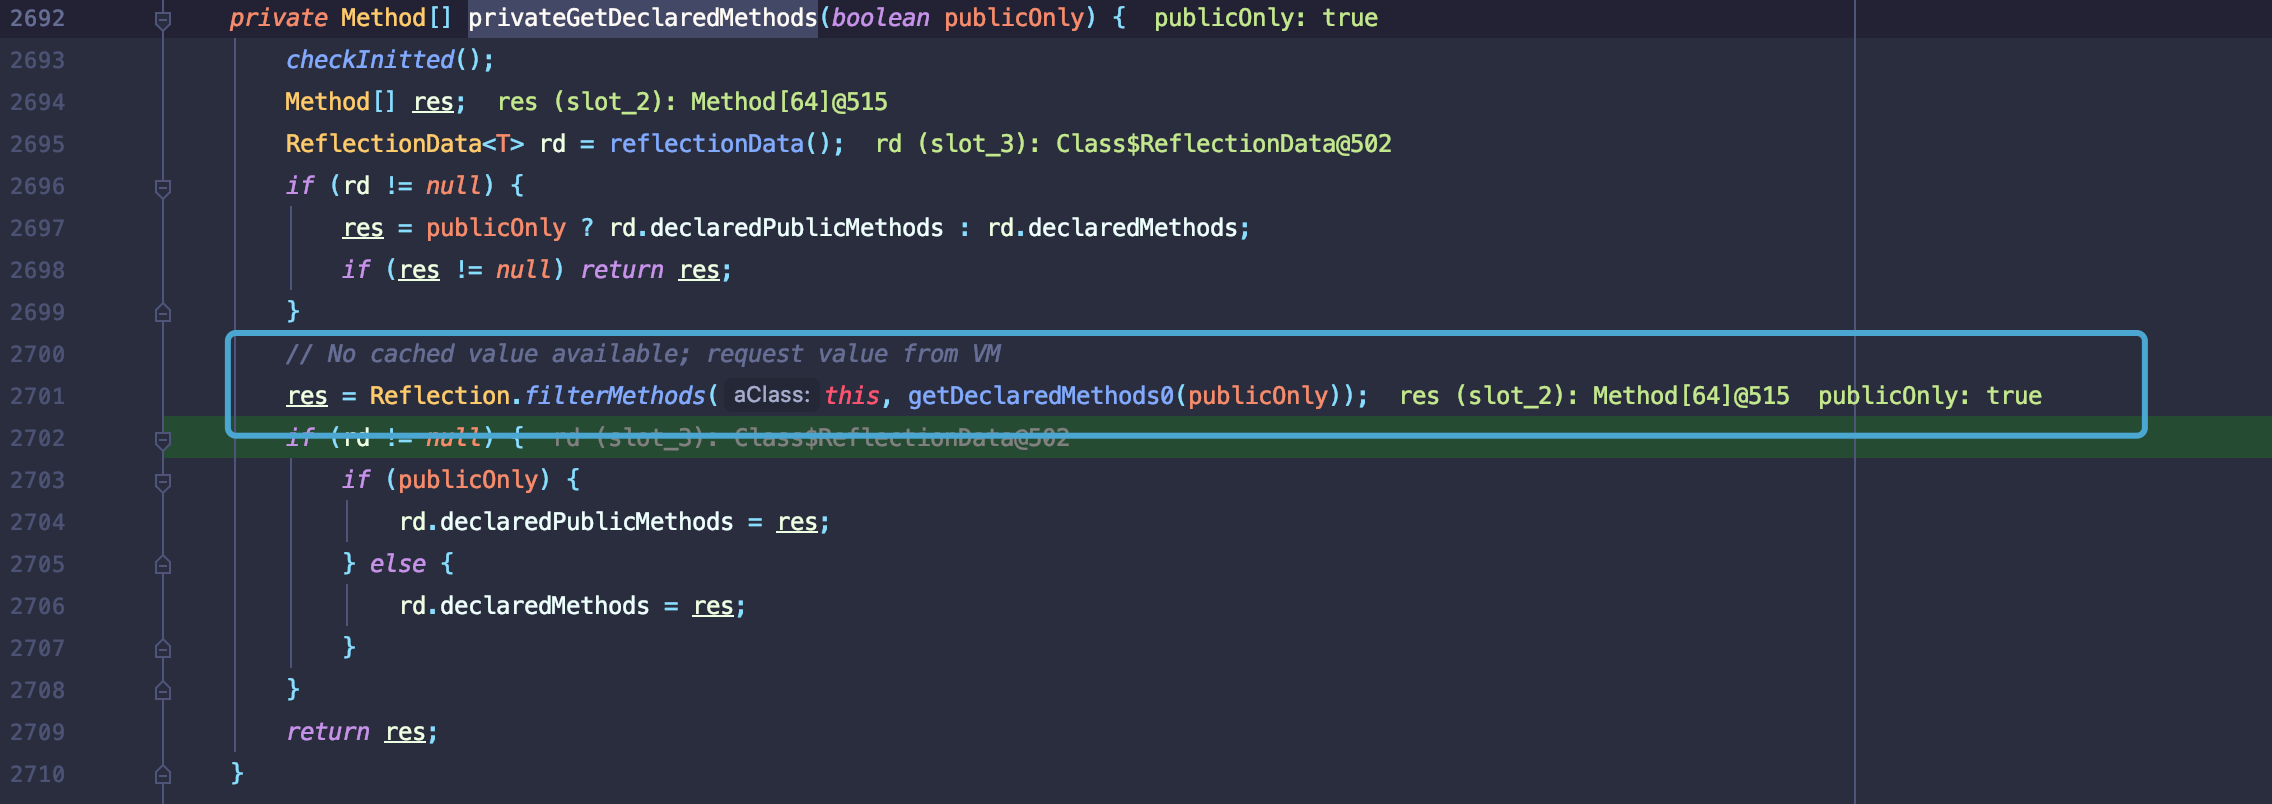 2692 private Method[] privateGetDeclaredMethods(boolean publicOnly) { publicOnly: true
2693 checkInitted();
2694 Method[] res; res (slot_2): Method[64]@515
2695 ReflectionData<T> rd = reflectionData(); rd (slot_3): Class$ReflectionData@502
2696 if (rd != null) {
2697 res = publicOnly ? rd.declaredPublicMethods : rd.declaredMethods;
2698 if (res != null) return res;
2699 }
2700 // No cached value available; request value from VM
2701 res = Reflection.filterMethods( aClass: this, getDeclaredMethods0(publicOnly)); res (slot_2): Method[64]@515 publicOnly: true
2702 if (rd != null) { rd (slot_3): Class$ReflectionData@502
2703 if (publicOnly) {
2704 rd.declaredPublicMethods = res;
2705 } else {
2706 rd.declaredMethods = res;
2707 }
2708 }
2709 return res;
2710 }